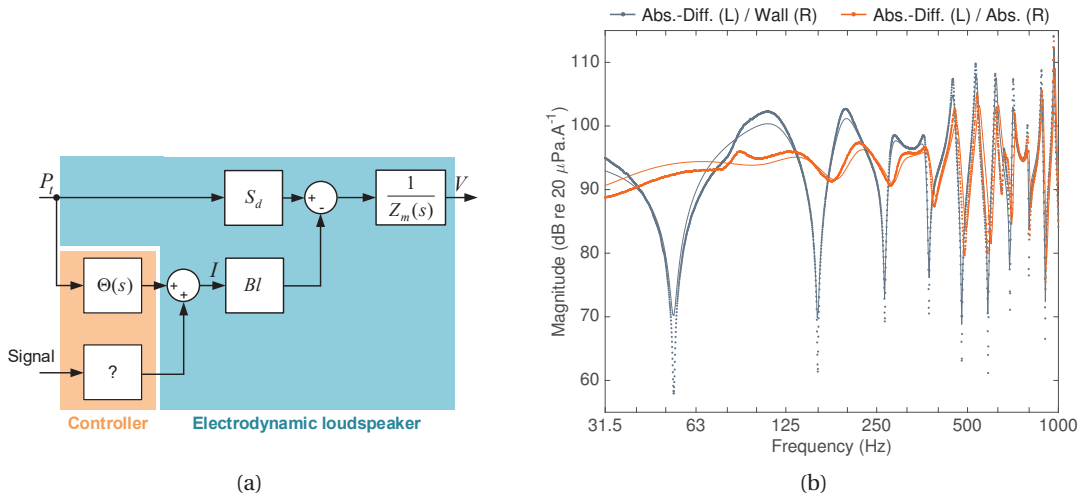 P_t
S_d
+
-
1
Z_m(s)
V
Θ(s)
+
+
I
Bl
Signal
?
Controller
Electrodynamic loudspeaker
(a)
Abs.-Diff. (L) / Wall (R)
Abs.-Diff. (L) / Abs. (R)
Magnitude (dB re 20 μPa.A⁻¹)
110
100
90
80
70
60
31.5 63 125 250 500 1000
Frequency (Hz)
(b)